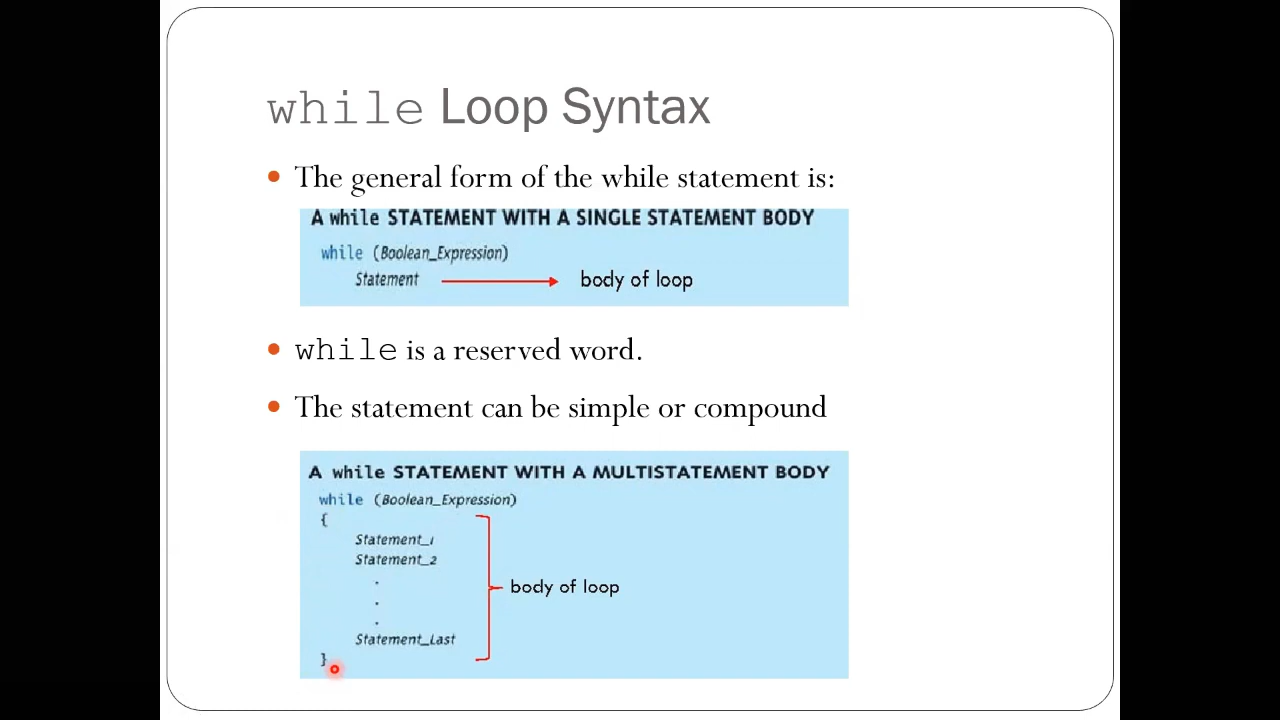 while Loop Syntax
• The general form of the while statement is:
A while STATEMENT WITH A SINGLE STATEMENT BODY
while (Boolean_Expression)
Statement body of loop
• while is a reserved word.
• The statement can be simple or compound
A while STATEMENT WITH A MULTISTATEMENT BODY
while (Boolean_Expression)
{
Statement_1
Statement_2
.
.
.
body of loop
Statement_Last
}